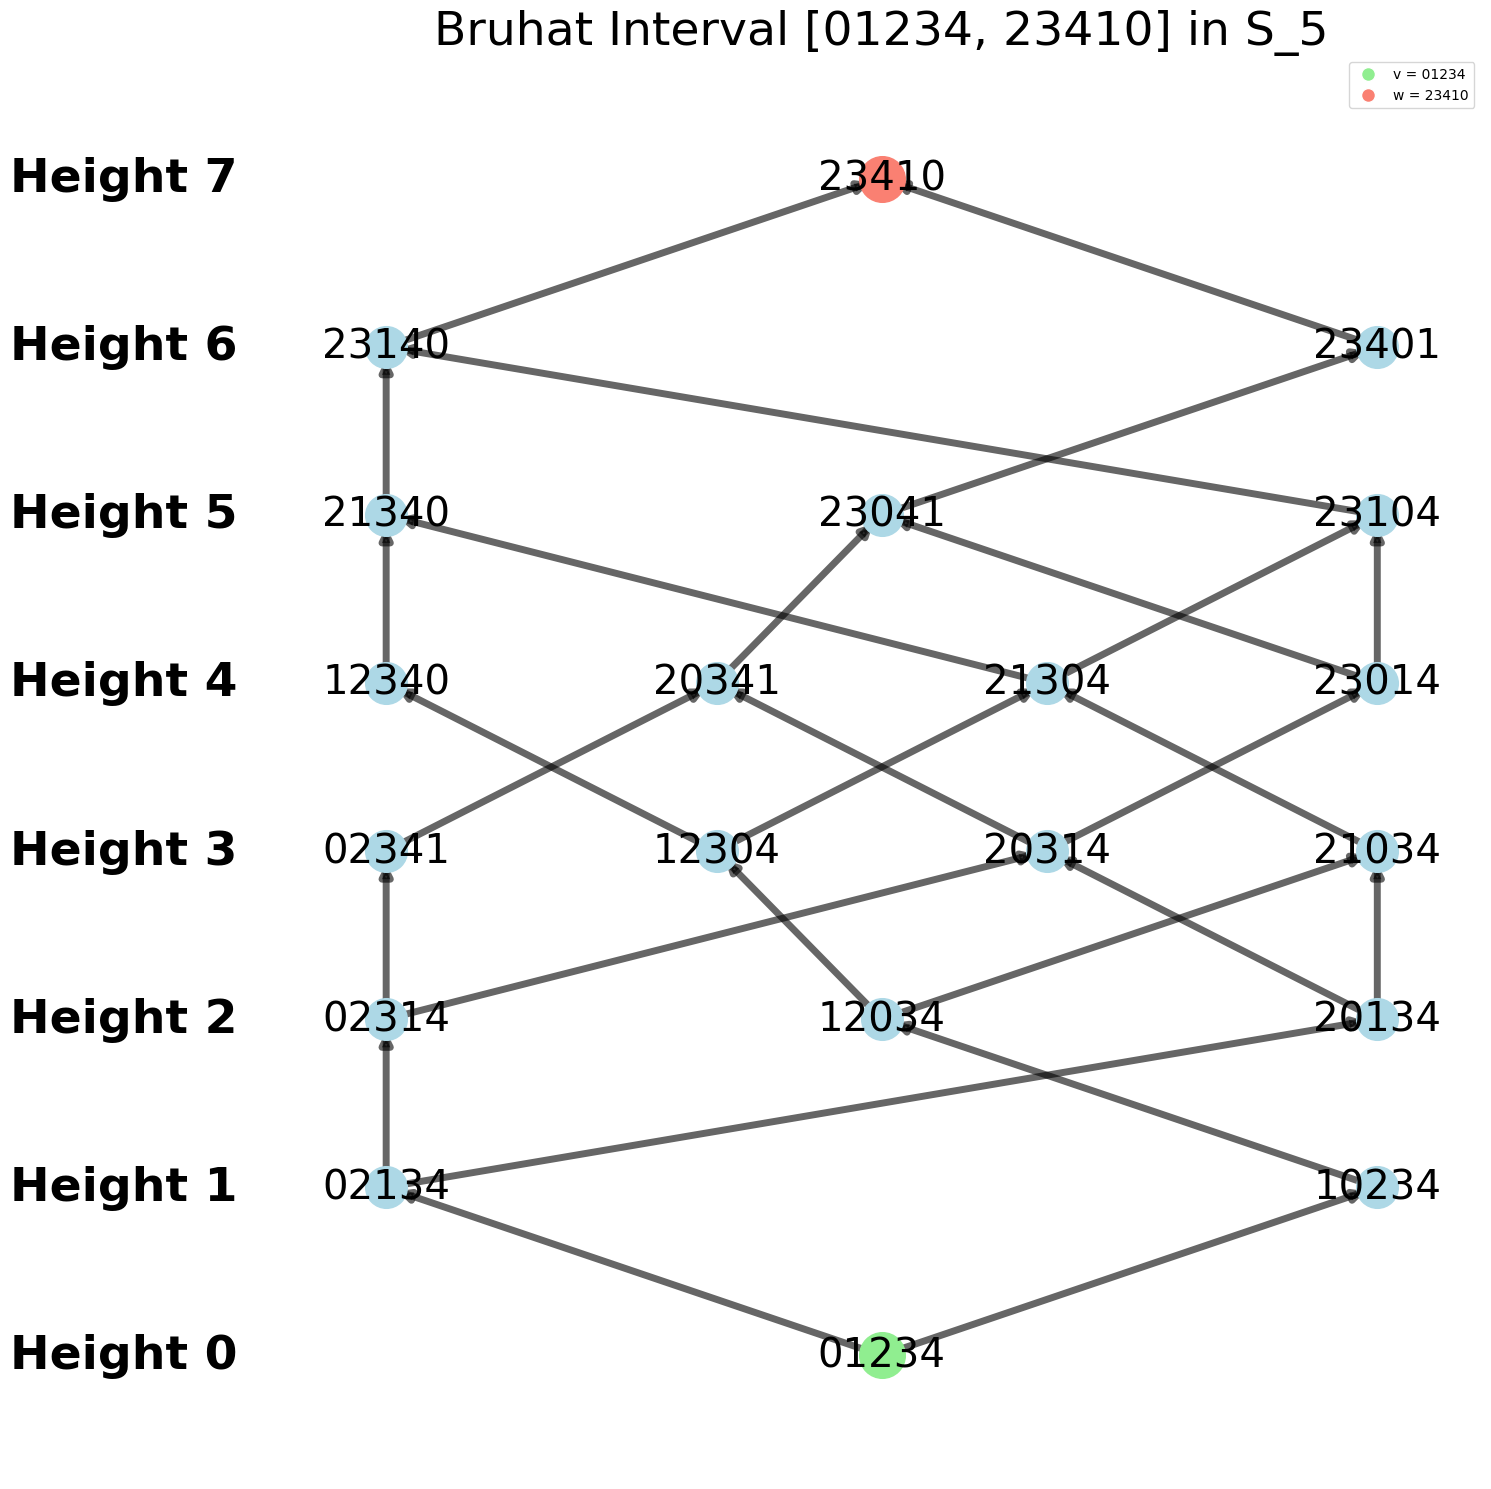 Bruhat Interval [01234, 23410] in S_5
v = 01234
w = 23410
Height 7
23410
Height 6
23140
23401
Height 5
21340
23041
23104
Height 4
12340
20341
21304
23014
Height 3
02341
12304
20314
21034
Height 2
02314
12034
20134
Height 1
02134
10234
Height 0
01234